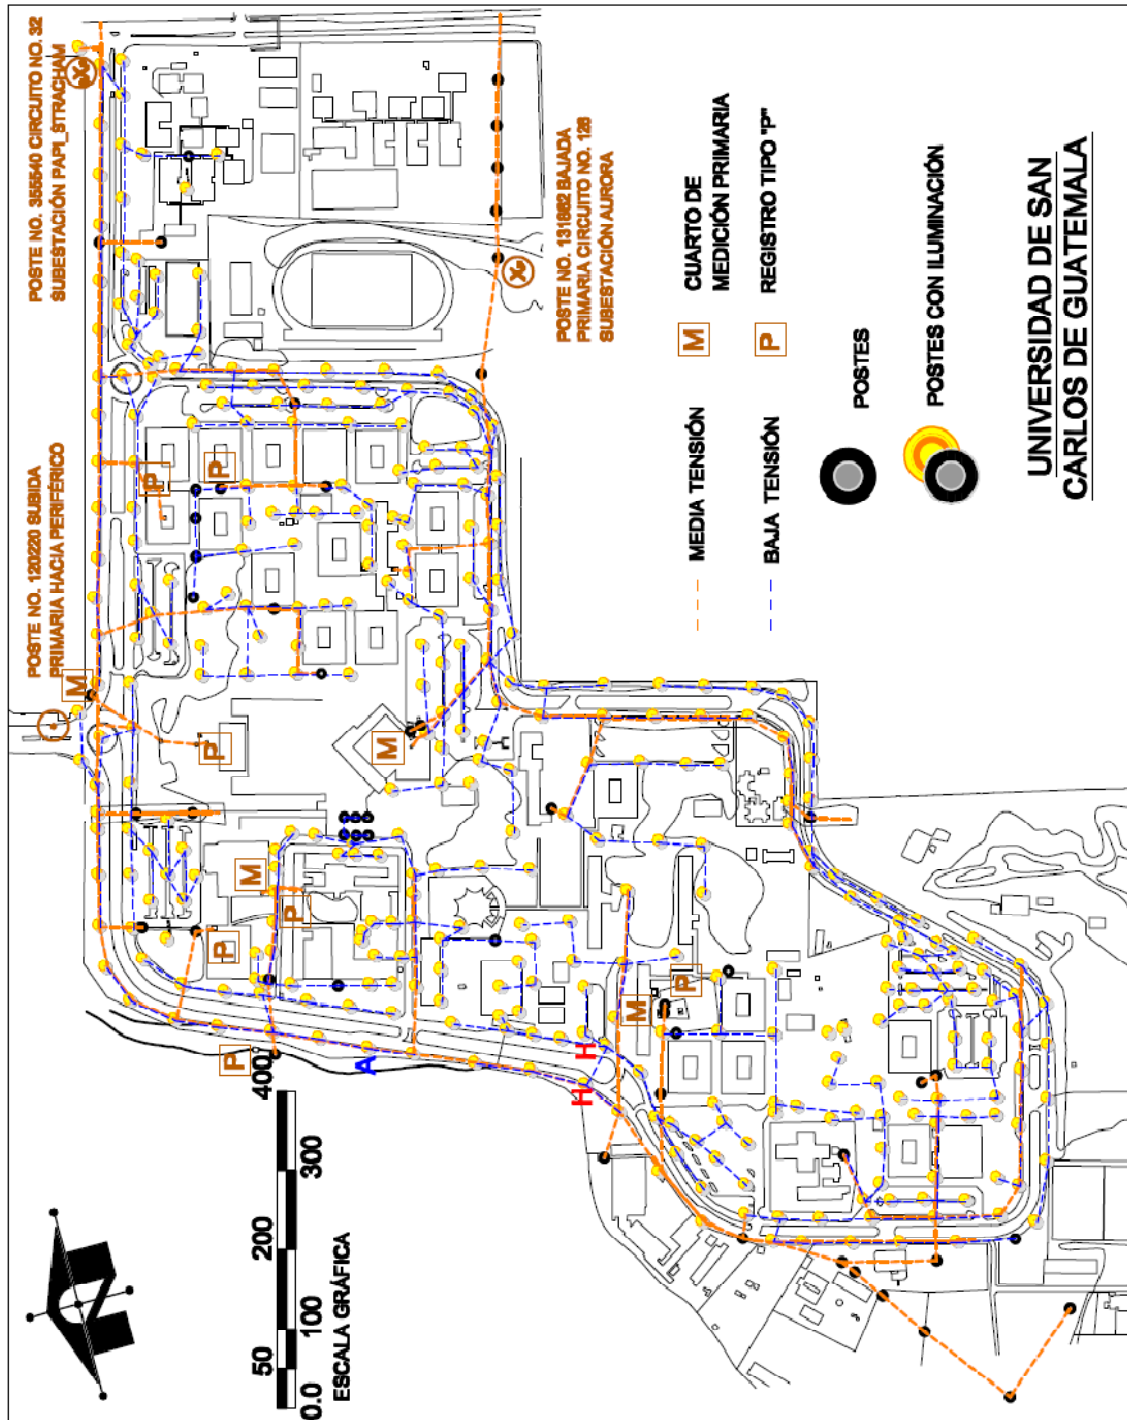 POSTE NO. 355540 CIRCUITO NO. 32
SUBESTACIÓN PAPI_STRACHAM
POSTE NO. 120220 SUBIDA
PRIMARIA HACIA PERIFÉRICO
POSTE NO. 131882 BAJADA
PRIMARIA CIRCUITO NO. 126
SUBESTACIÓN AURORA
M
P
P
P
M
M
P
P
P
M
P
A
H
H
M
CUARTO DE
MEDICIÓN PRIMARIA
P
REGISTRO TIPO "P"
MEDIA TENSIÓN
BAJA TENSIÓN
POSTES
POSTES CON ILUMINACIÓN
UNIVERSIDAD DE SAN
CARLOS DE GUATEMALA
0.0 50 100 200 300 400
ESCALA GRÁFICA